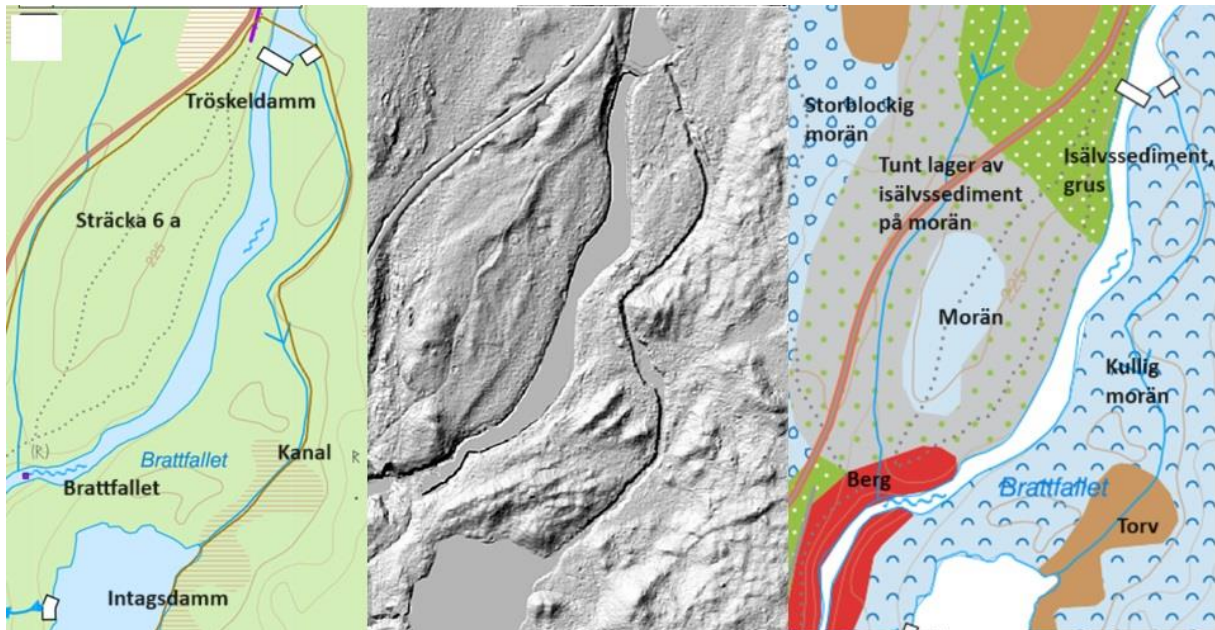 Tröskeldamm
Sträcka 6 a
225
(R)
Brattfallet
Brattfallet
Kanal
R
Intagsdamm
Storblockig
morän
Tunt lager av
isälvssediment
på morän
Isälvssediment,
grus
225
Morän
Kullig
morän
Berg
Brattfallet
Torv